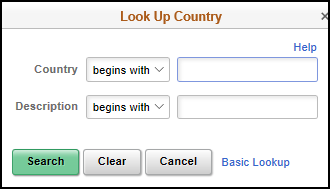 Look Up Country
Help
Country begins with
Description begins with
Search Clear Cancel Basic Lookup